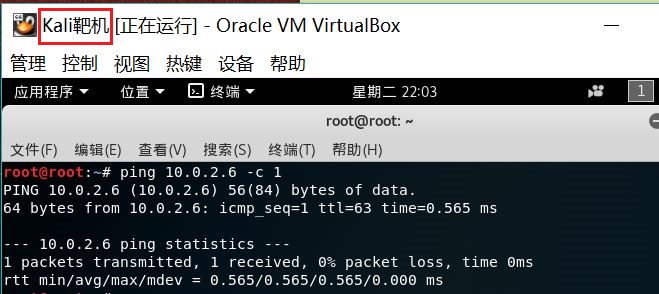 Kali靶机 [正在运行] - Oracle VM VirtualBox
管理 控制 视图 热键 设备 帮助
应用程序 位置 终端 星期二 22:03 1
root@root: ~
文件(F) 编辑(E) 查看(V) 搜索(S) 终端(T) 帮助(H)
root@root:~# ping 10.0.2.6 -c 1
PING 10.0.2.6 (10.0.2.6) 56(84) bytes of data.
64 bytes from 10.0.2.6: icmp_seq=1 ttl=63 time=0.565 ms
--- 10.0.2.6 ping statistics ---
1 packets transmitted, 1 received, 0% packet loss, time 0ms
rtt min/avg/max/mdev = 0.565/0.565/0.565/0.000 ms